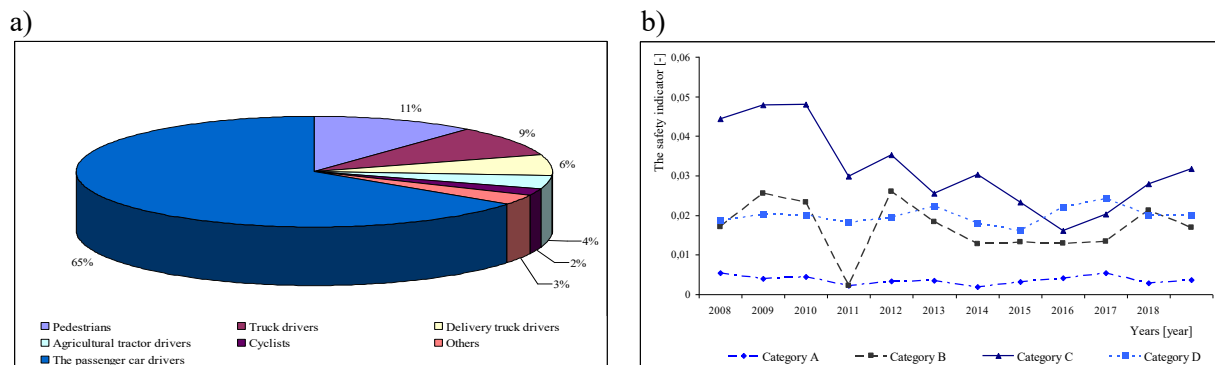 a)
11%
9%
6%
4%
2%
3%
65%
Pedestrians
Truck drivers
Delivery truck drivers
Agricultural tractor drivers
Cyclists
Others
The passenger car drivers
b)
The safety indicator [-]
0,06
0,05
0,04
0,03
0,02
0,01
0
2008 2009 2010 2011 2012 2013 2014 2015 2016 2017 2018
Years [year]
Category A Category B Category C Category D